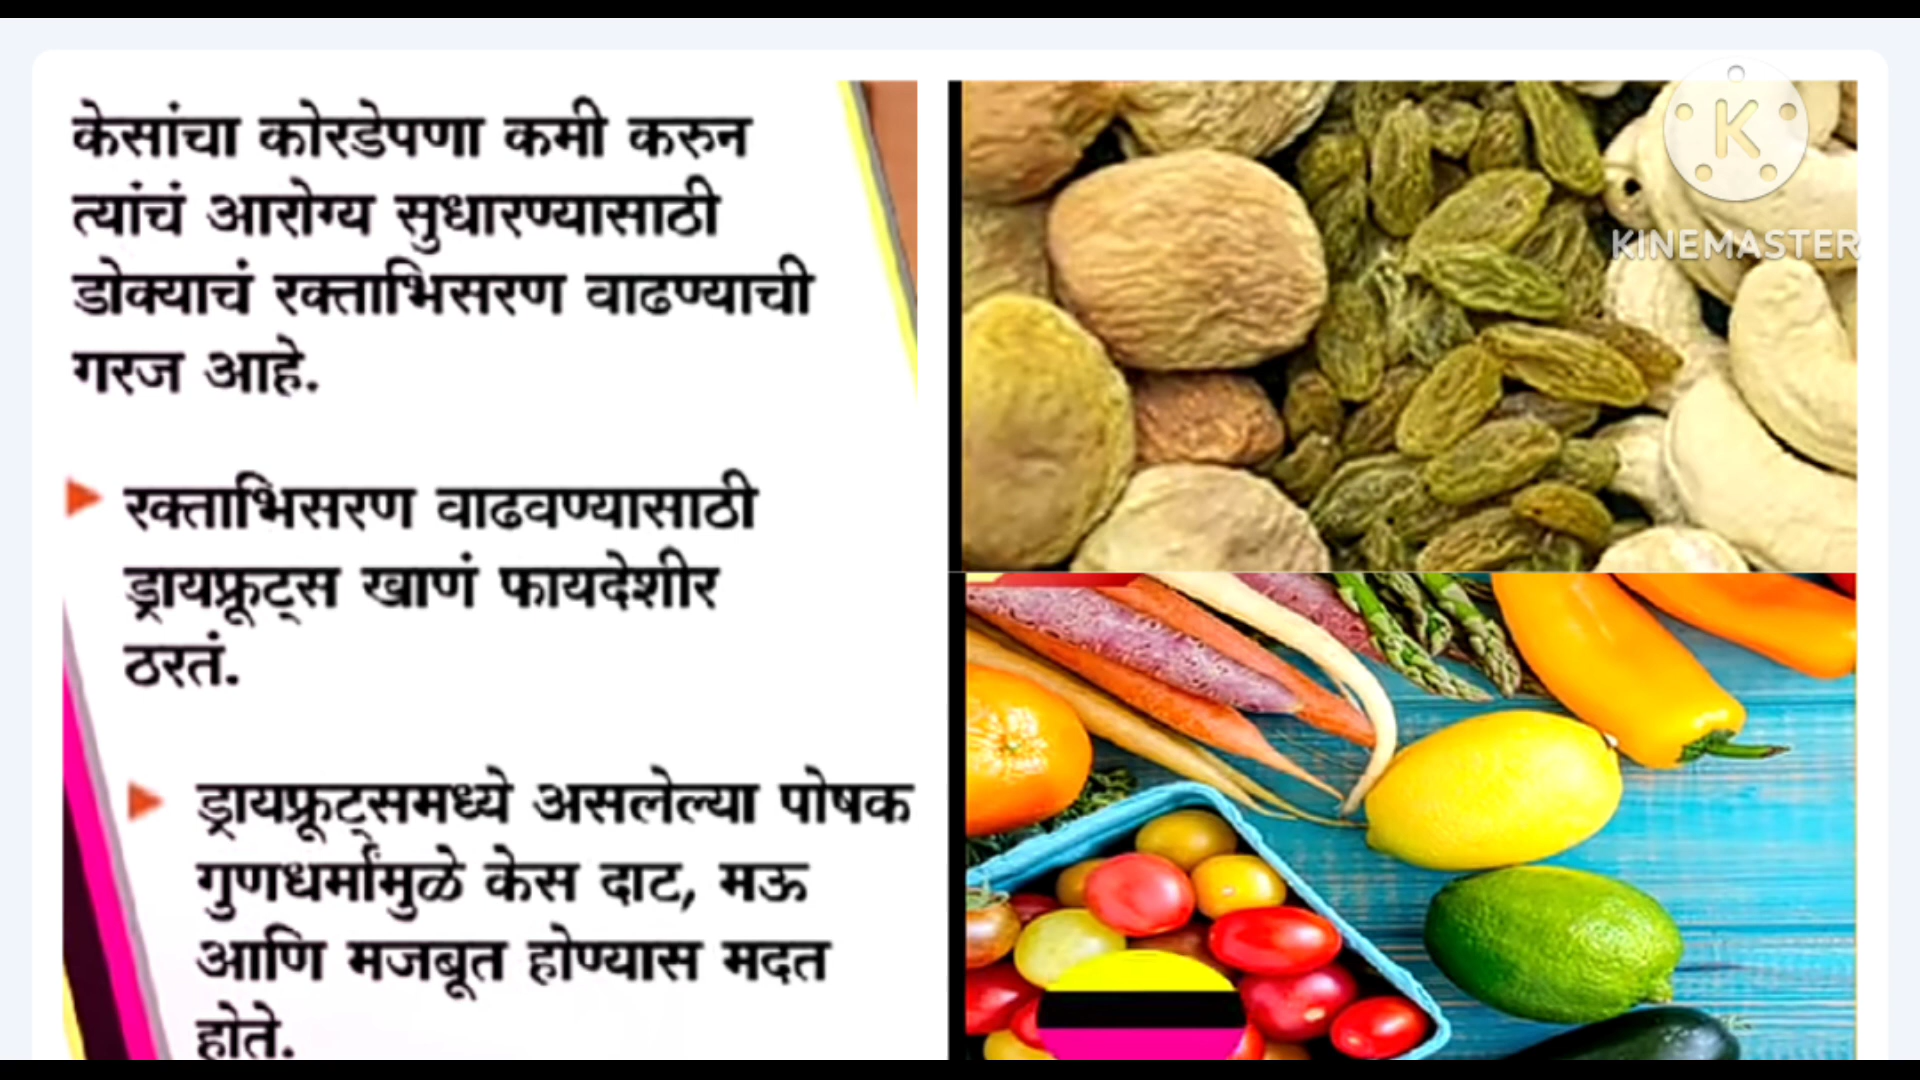 केसांचा कोरडेपणा कमी करुन
त्यांचं आरोग्य सुधारण्यासाठी
डोक्याचं रक्ताभिसरण वाढण्याची
गरज आहे.
रक्ताभिसरण वाढवण्यासाठी
ड्रायफ्रूट्स खाणं फायदेशीर
ठरतं.
ड्रायफ्रूट्समध्ये असलेल्या पोषक
गुणधर्मांमुळे केस दाट, मऊ
आणि मजबूत होण्यास मदत
होते.
K
KINEMASTER